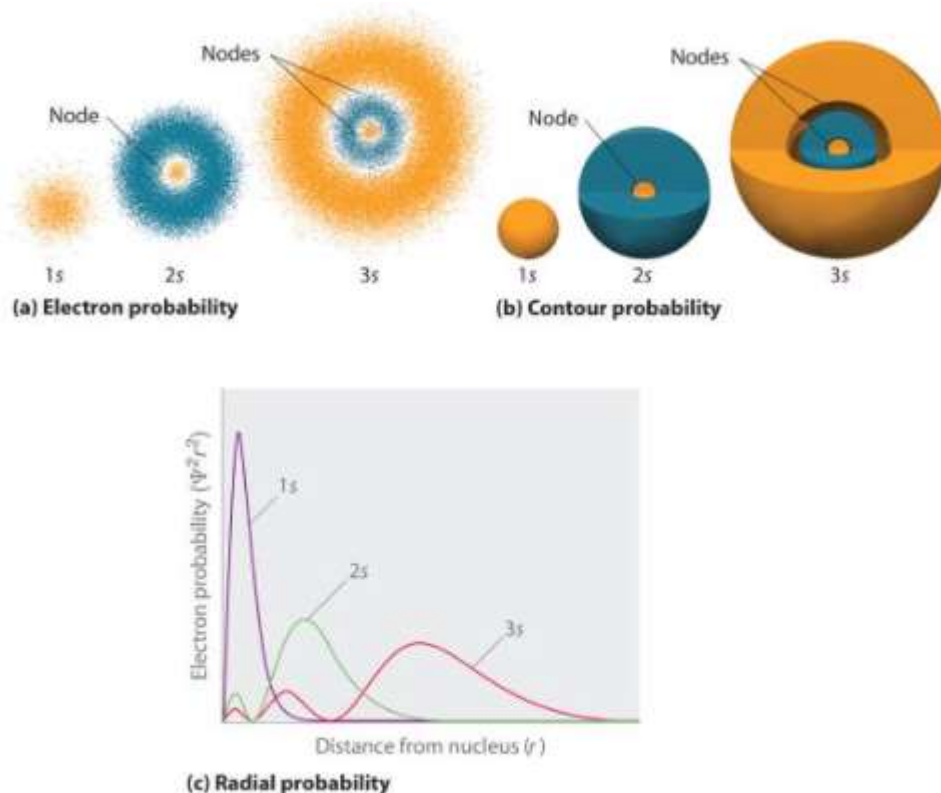 Nodes
Node
1s
2s
3s
(a) Electron probability
Nodes
Node
1s
2s
3s
(b) Contour probability
Electron probability (Ψ²r²)
1s
2s
3s
Distance from nucleus (r)
(c) Radial probability